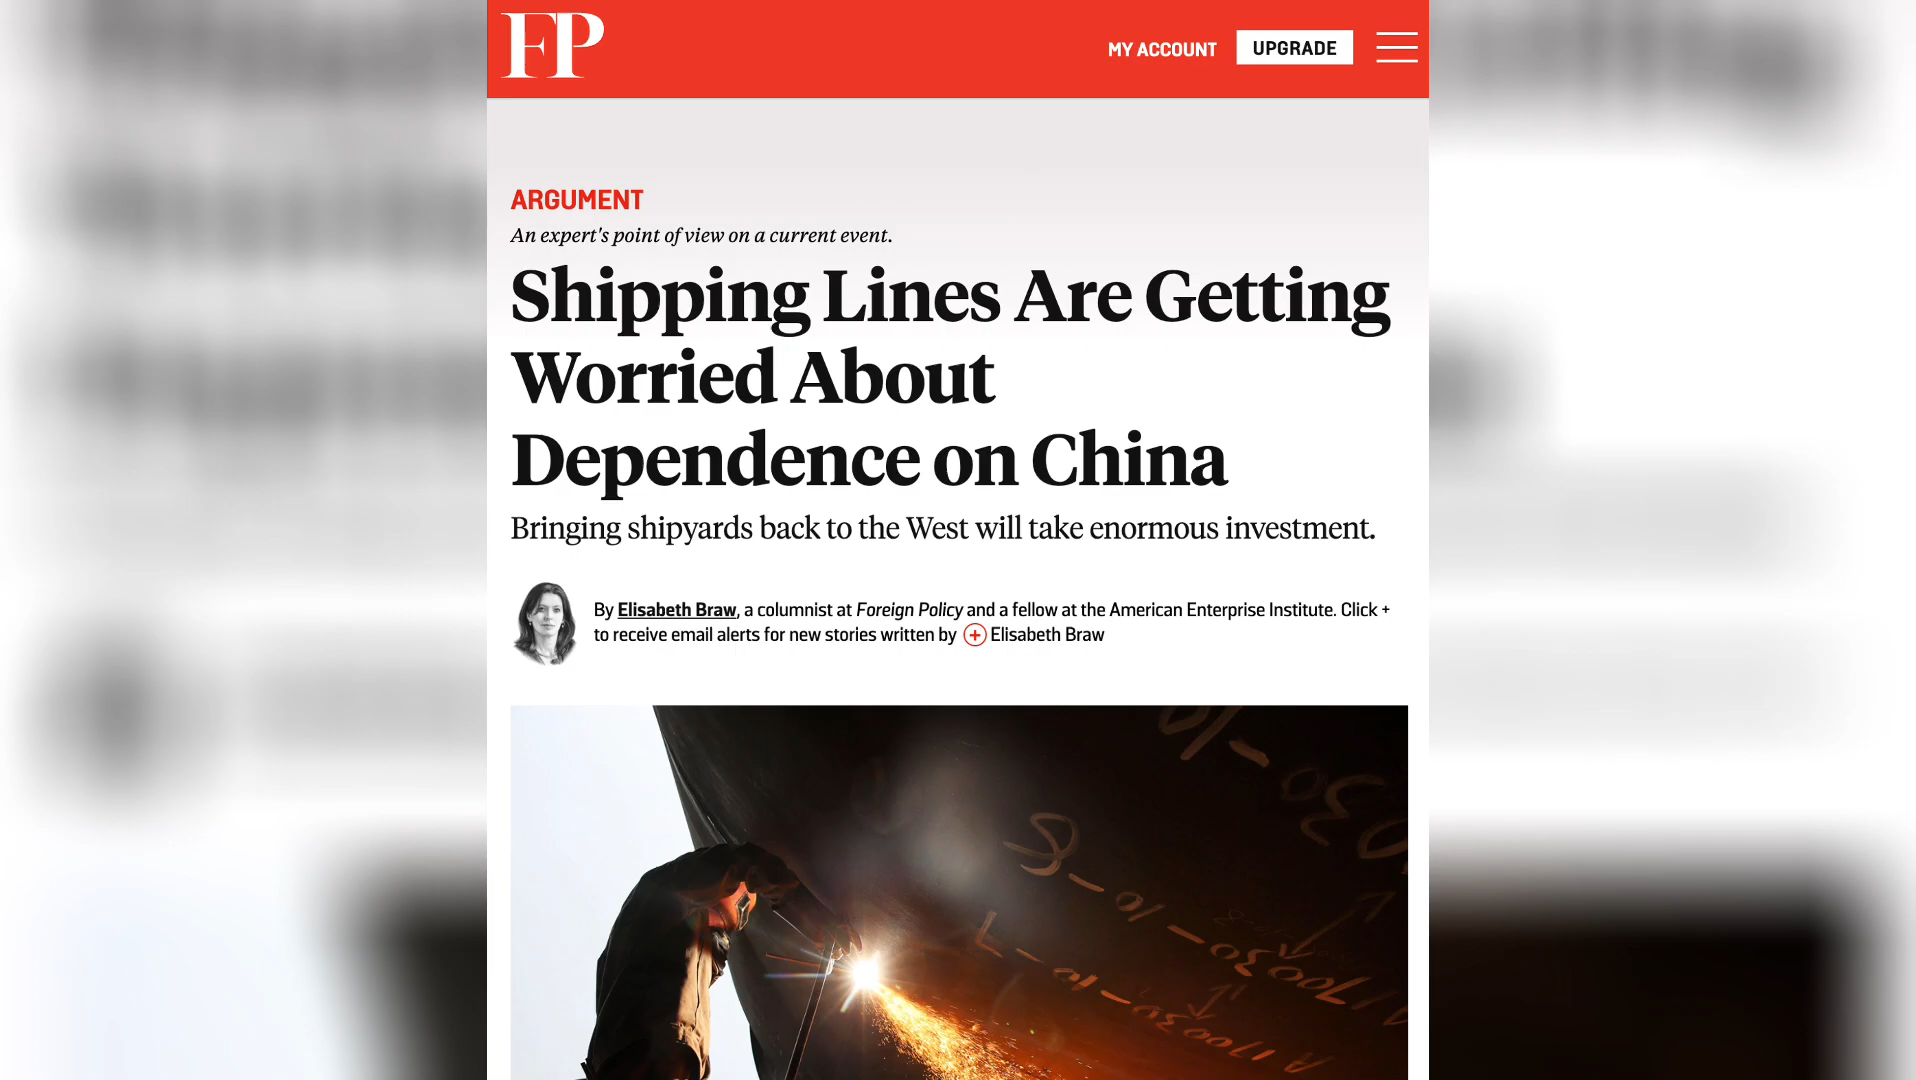 FP
MY ACCOUNT
UPGRADE
ARGUMENT
An expert's point of view on a current event.
Shipping Lines Are Getting
Worried About
Dependence on China
Bringing shipyards back to the West will take enormous investment.
By Elisabeth Braw, a columnist at Foreign Policy and a fellow at the American Enterprise Institute. Click +
to receive email alerts for new stories written by + Elisabeth Braw